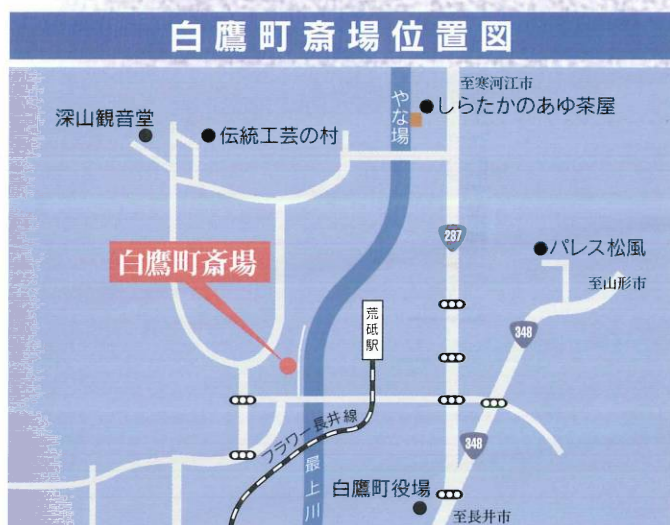 白鷹町斎場位置図
至寒河江市
しらたかのあゆ茶屋
やな場
深山観音堂
伝統工芸の村
287
パレス松風
白鷹町斎場
至山形市
荒砥駅
348
フラワー長井線
348
最上川
白鷹町役場
至長井市